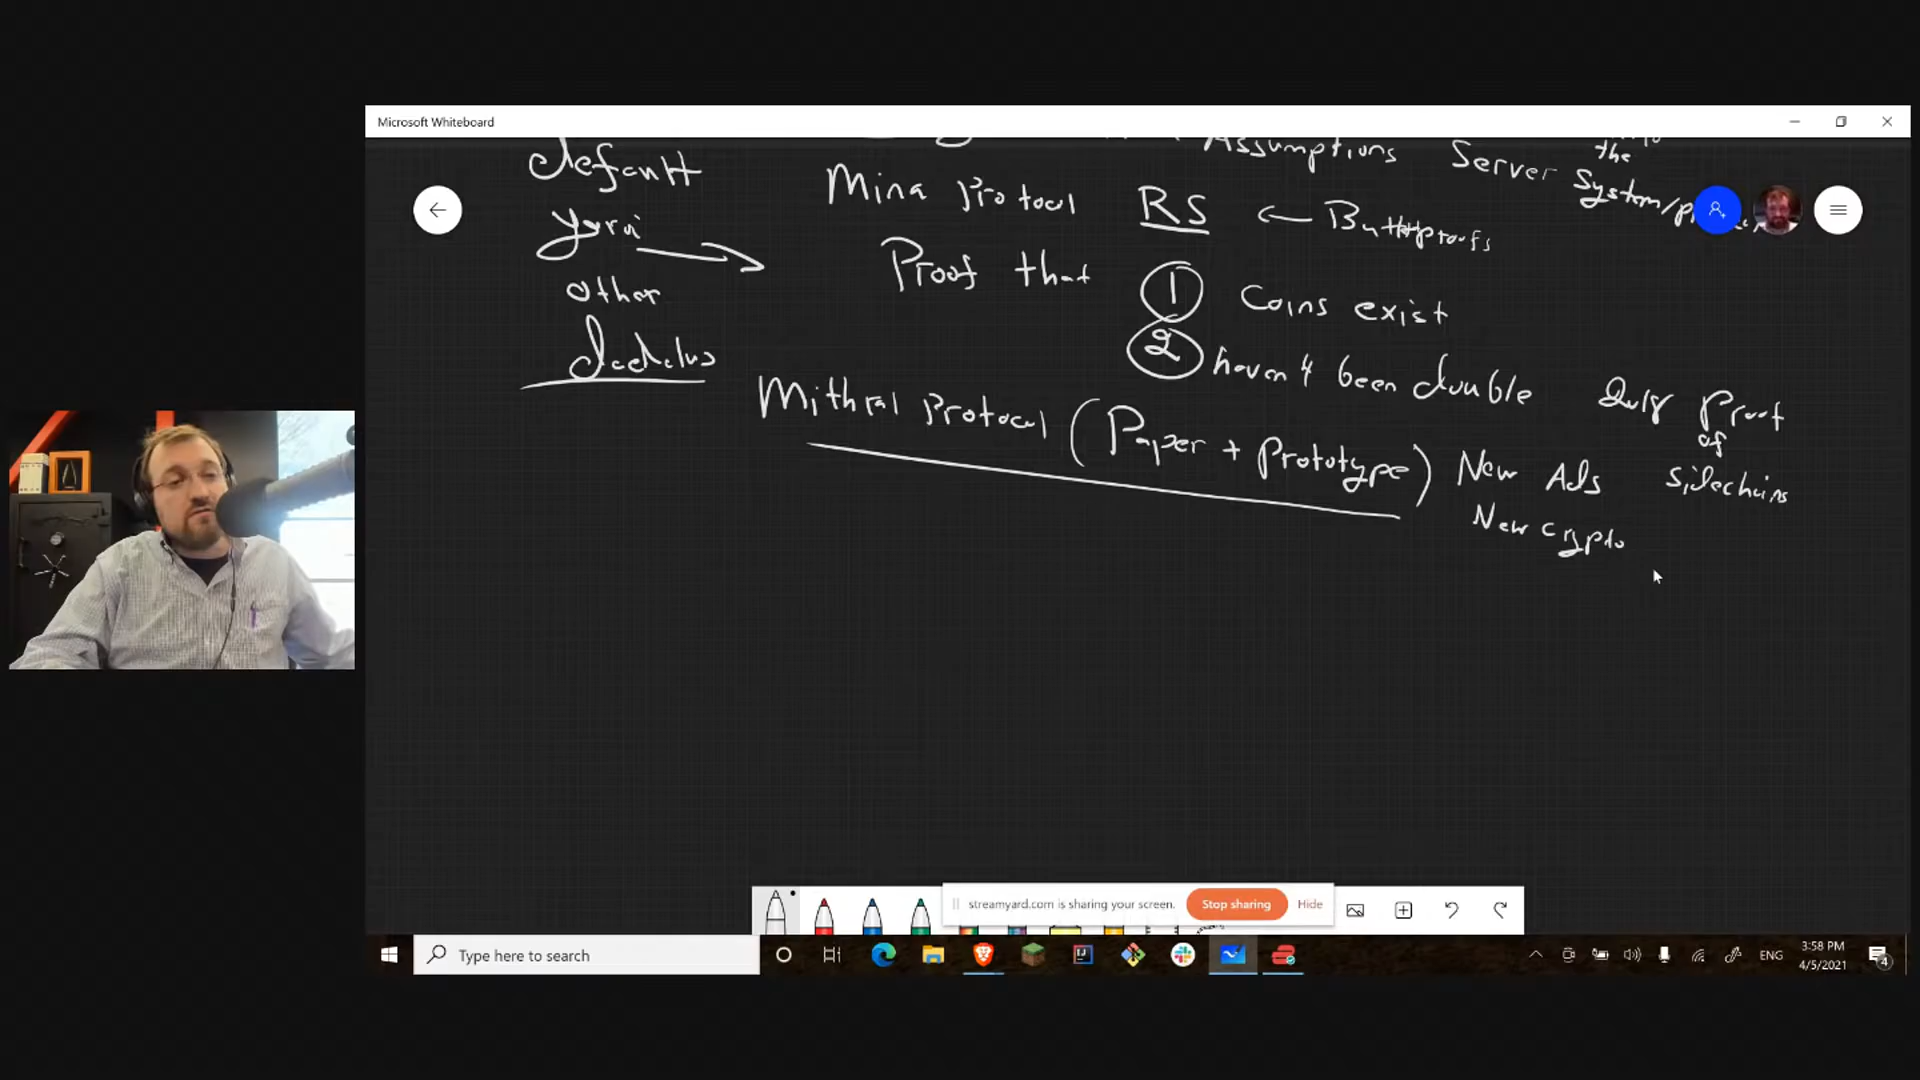 Microsoft Whiteboard
default
yoroi
other
daedalus
Assumptions
Server
the
System/
Mina Protocol
RS
← Bulletproofs
Proof that
1 Coins exist
2 haven't been double
Mithral Protocol (Paper + Prototype)
New Ads
New crypto
Proof
of
sidechains
streamyard.com is sharing your screen.
Stop sharing
Hide
Type here to search
ENG
3:58 PM
4/5/2021
4